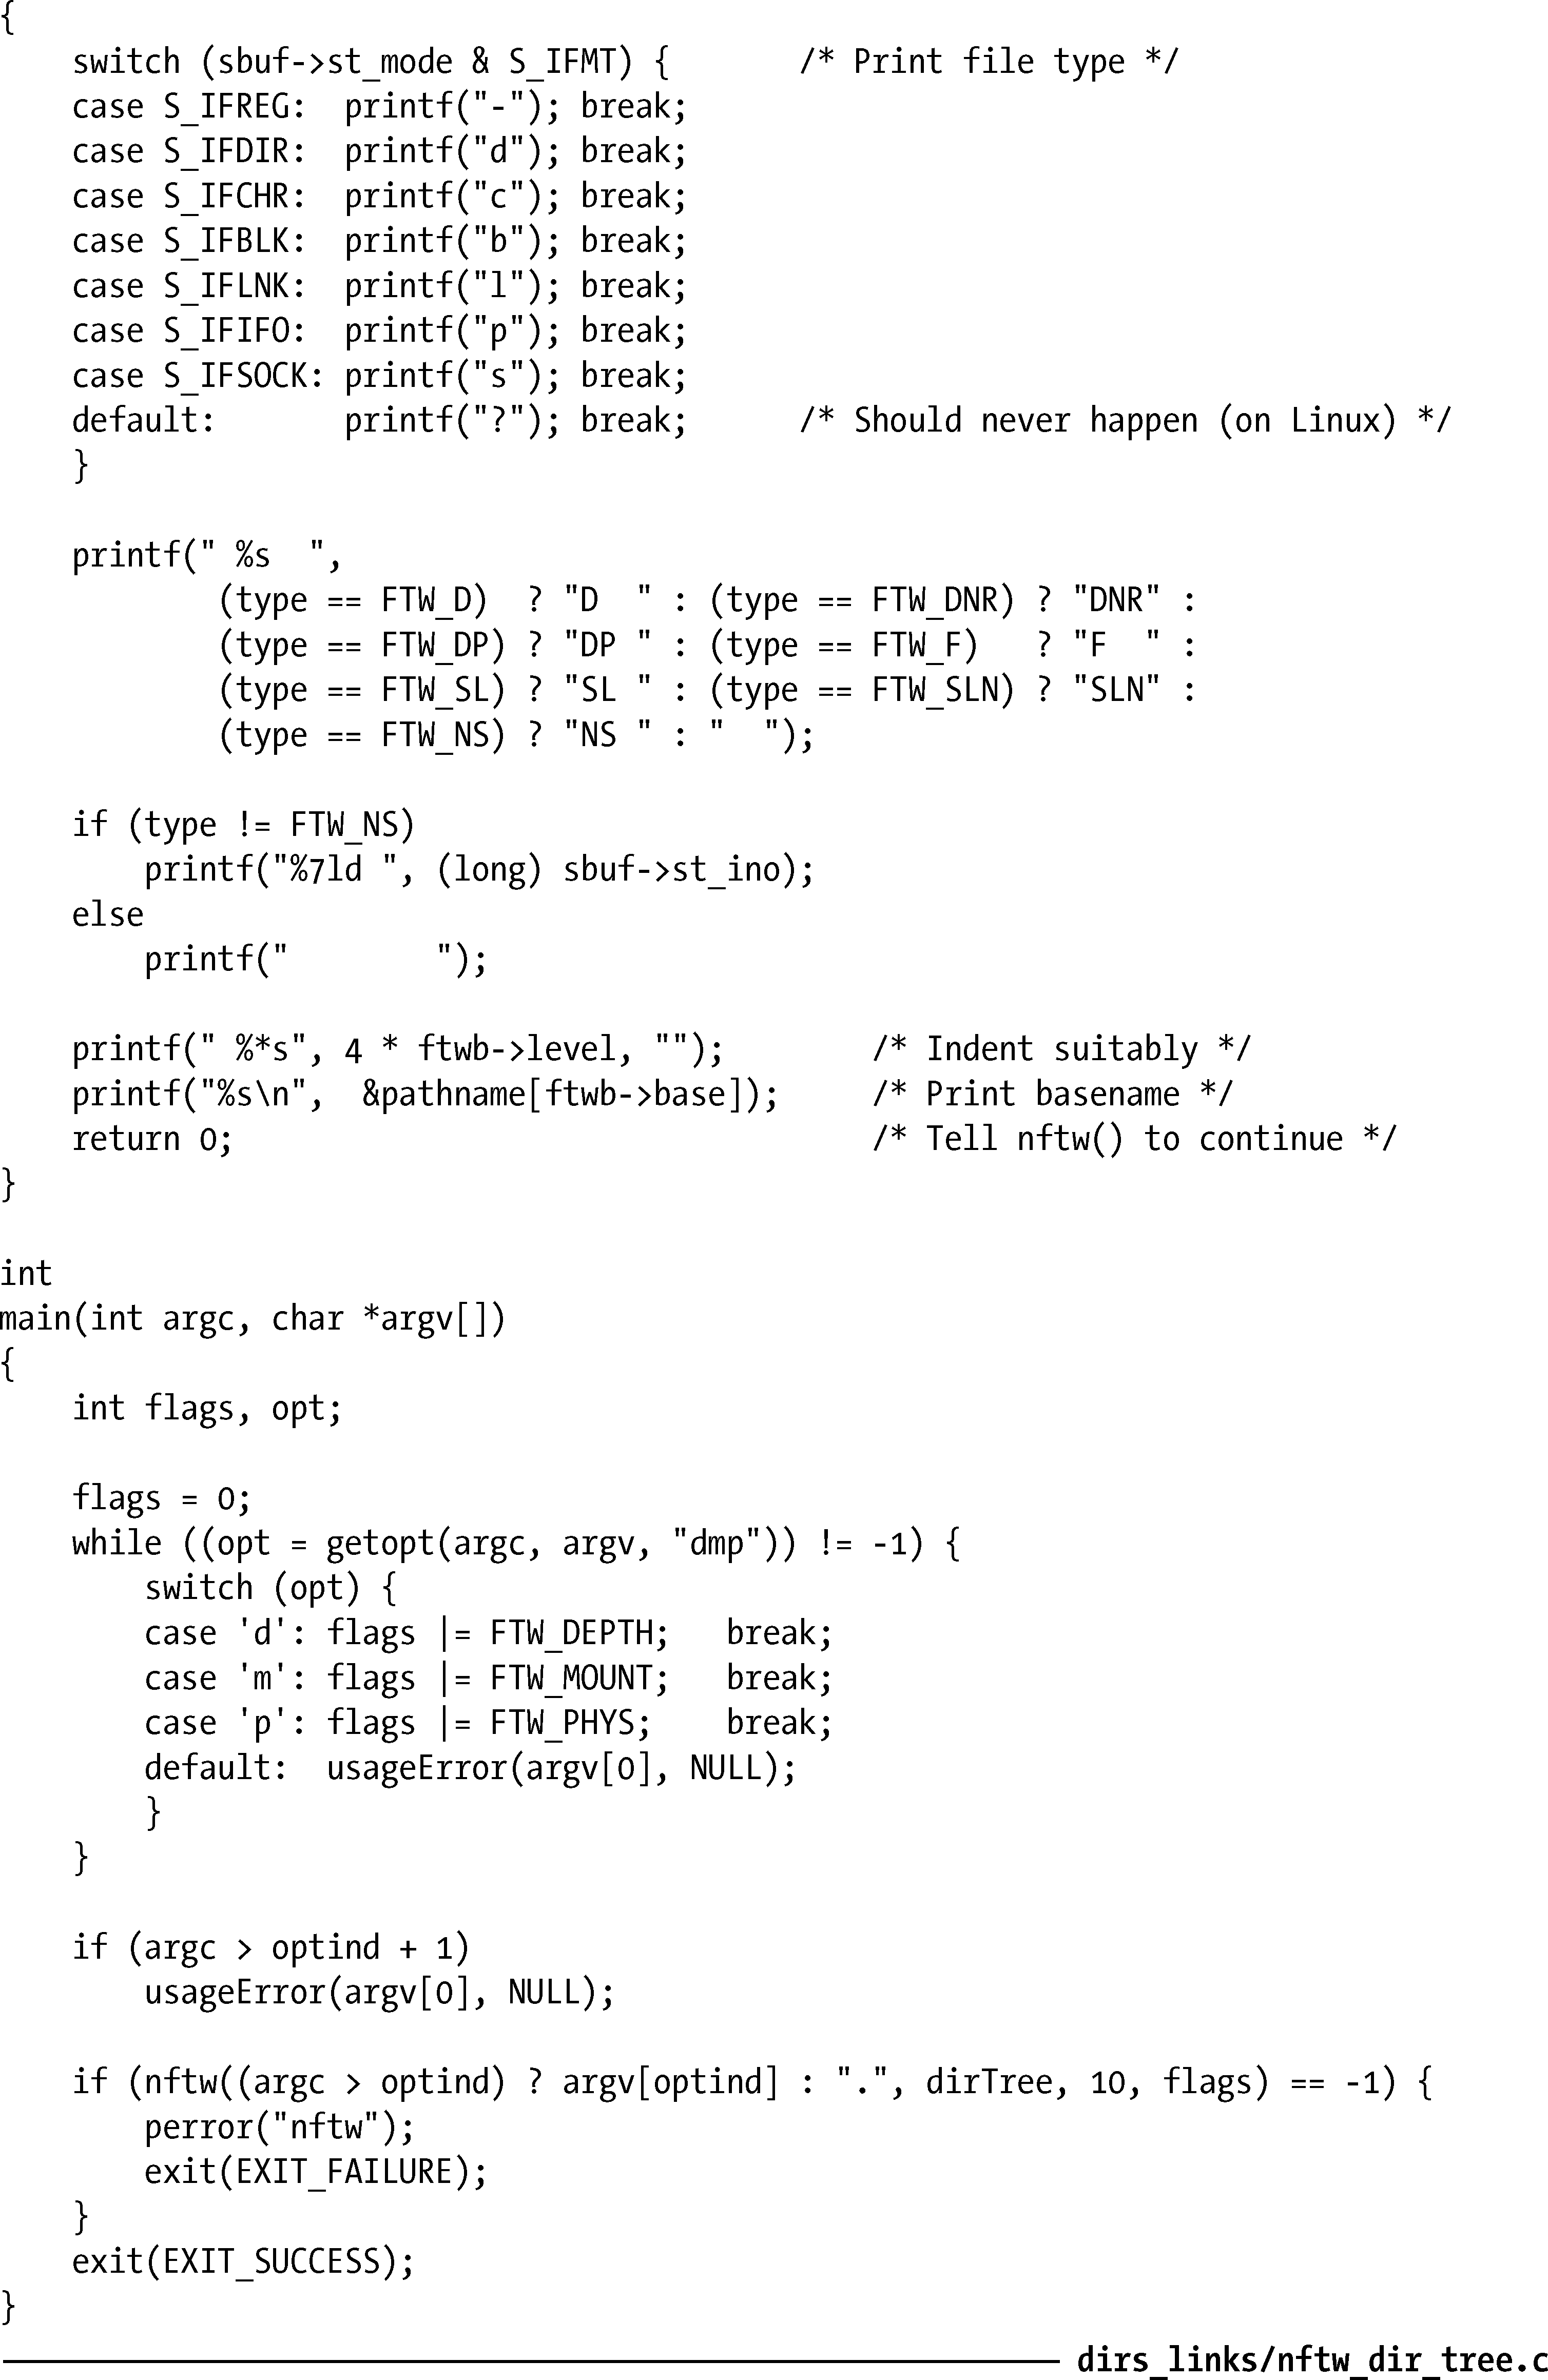 {
    switch (sbuf->st_mode & S_IFMT) {       /* Print file type */
    case S_IFREG:  printf("-"); break;
    case S_IFDIR:  printf("d"); break;
    case S_IFCHR:  printf("c"); break;
    case S_IFBLK:  printf("b"); break;
    case S_IFLNK:  printf("l"); break;
    case S_IFIFO:  printf("p"); break;
    case S_IFSOCK: printf("s"); break;
    default:       printf("?"); break;      /* Should never happen (on Linux) */
    }

    printf(" %s  ",
            (type == FTW_D)  ? "D  " : (type == FTW_DNR) ? "DNR" :
            (type == FTW_DP) ? "DP " : (type == FTW_F)   ? "F  " :
            (type == FTW_SL) ? "SL " : (type == FTW_SLN) ? "SLN" :
            (type == FTW_NS) ? "NS " : "  ");

    if (type != FTW_NS)
        printf("%7ld ", (long) sbuf->st_ino);
    else
        printf("        ");

    printf(" %*s", 4 * ftwb->level, "");        /* Indent suitably */
    printf("%s\n",  &pathname[ftwb->base]);     /* Print basename */
    return 0;                                   /* Tell nftw() to continue */
}

int
main(int argc, char *argv[])
{
    int flags, opt;

    flags = 0;
    while ((opt = getopt(argc, argv, "dmp")) != -1) {
        switch (opt) {
        case 'd': flags |= FTW_DEPTH;   break;
        case 'm': flags |= FTW_MOUNT;   break;
        case 'p': flags |= FTW_PHYS;    break;
        default:  usageError(argv[0], NULL);
        }
    }

    if (argc > optind + 1)
        usageError(argv[0], NULL);

    if (nftw((argc > optind) ? argv[optind] : ".", dirTree, 10, flags) == -1) {
        perror("nftw");
        exit(EXIT_FAILURE);
    }
    exit(EXIT_SUCCESS);
}
dirs_links/nftw_dir_tree.c